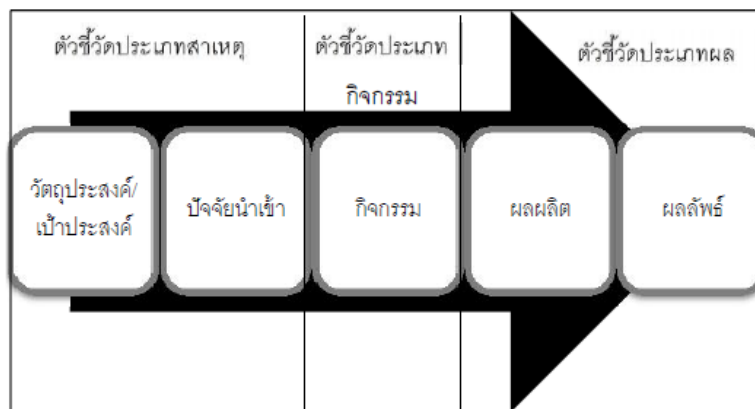 ตัวชี้วัดประเภทสาเหตุ
ตัวชี้วัดประเภท
กิจกรรม
ตัวชี้วัดประเภทผล
วัตถุประสงค์/
เป้าประสงค์
ปัจจัยนำเข้า
กิจกรรม
ผลผลิต
ผลลัพธ์